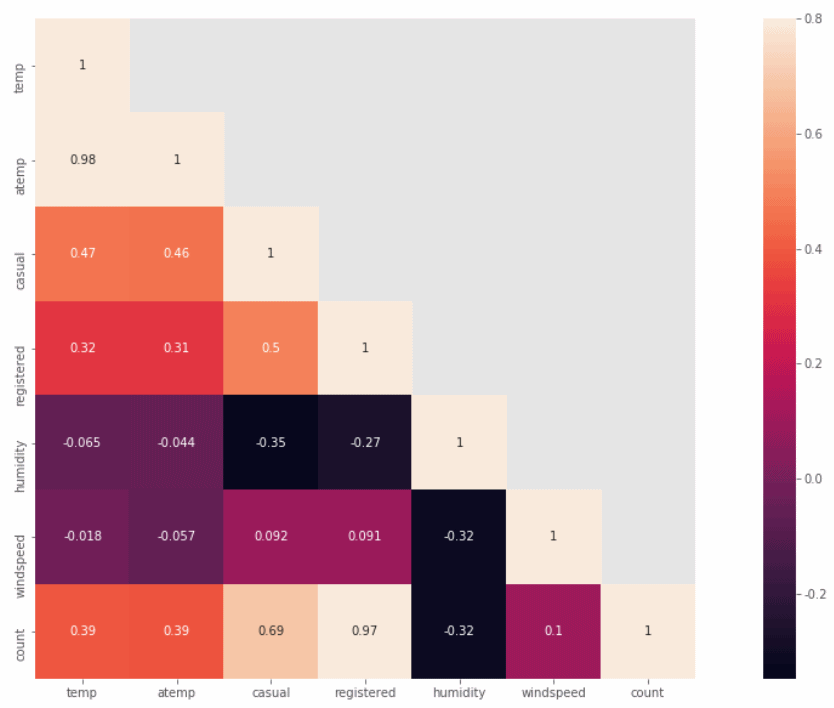 temp 1
atemp 0.98 1
casual 0.47 0.46 1
registered 0.32 0.31 0.5 1
humidity -0.065 -0.044 -0.35 -0.27 1
windspeed -0.018 -0.057 0.092 0.091 -0.32 1
count 0.39 0.39 0.69 0.97 -0.32 0.1 1
temp atemp casual registered humidity windspeed count
0.8
0.6
0.4
0.2
0.0
-0.2